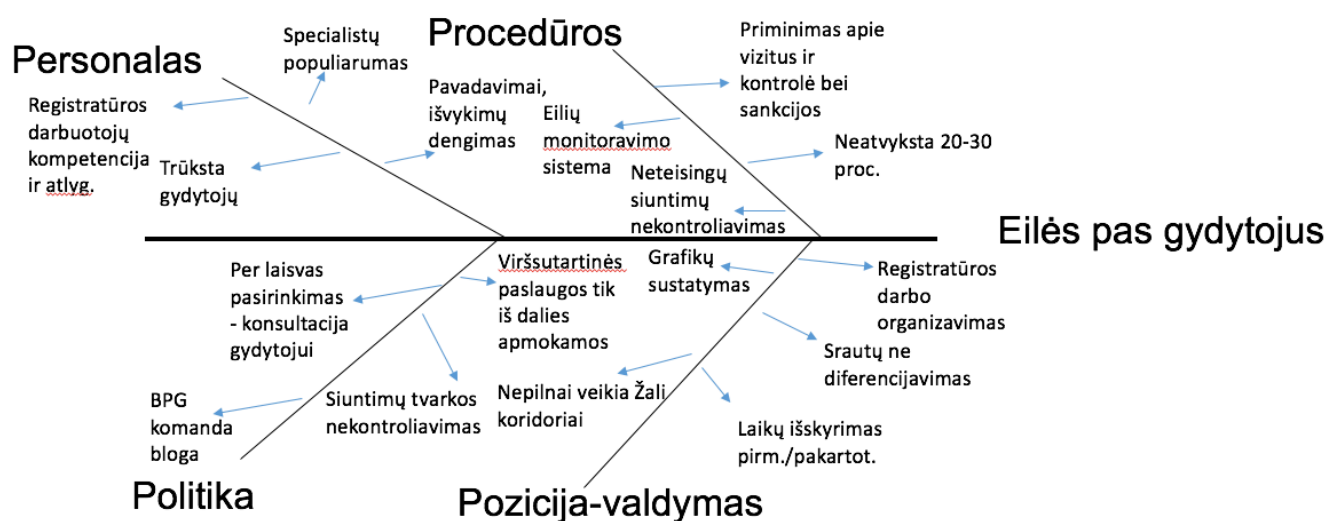 Personalas
Specialistų
populiarumas
Registratūros
darbuotojų
kompetencija
ir atlyg.
Trūksta
gydytojų
Pavadavimai,
išvykimų
dengimas
Procedūros
Priminimas apie
vizitus ir
kontrolė bei
sankcijos
Eilių
monitoravimo
sistema
Neatvyksta 20-30
proc.
Neteisingų
siuntimų
nekontroliavimas
Eilės pas gydytojus
Per laisvas
pasirinkimas
- konsultacija
gydytojui
Viršsutartinės
paslaugos tik
iš dalies
apmokamos
BPG
komanda
bloga
Siuntimų tvarkos
nekontroliavimas
Politika
Grafikų
sustatymas
Registratūros
darbo
organizavimas
Srautų ne
diferencijavimas
Nepilnai veikia Žali
koridoriai
Laikų išskyrimas
pirm./pakartot.
Pozicija-valdymas